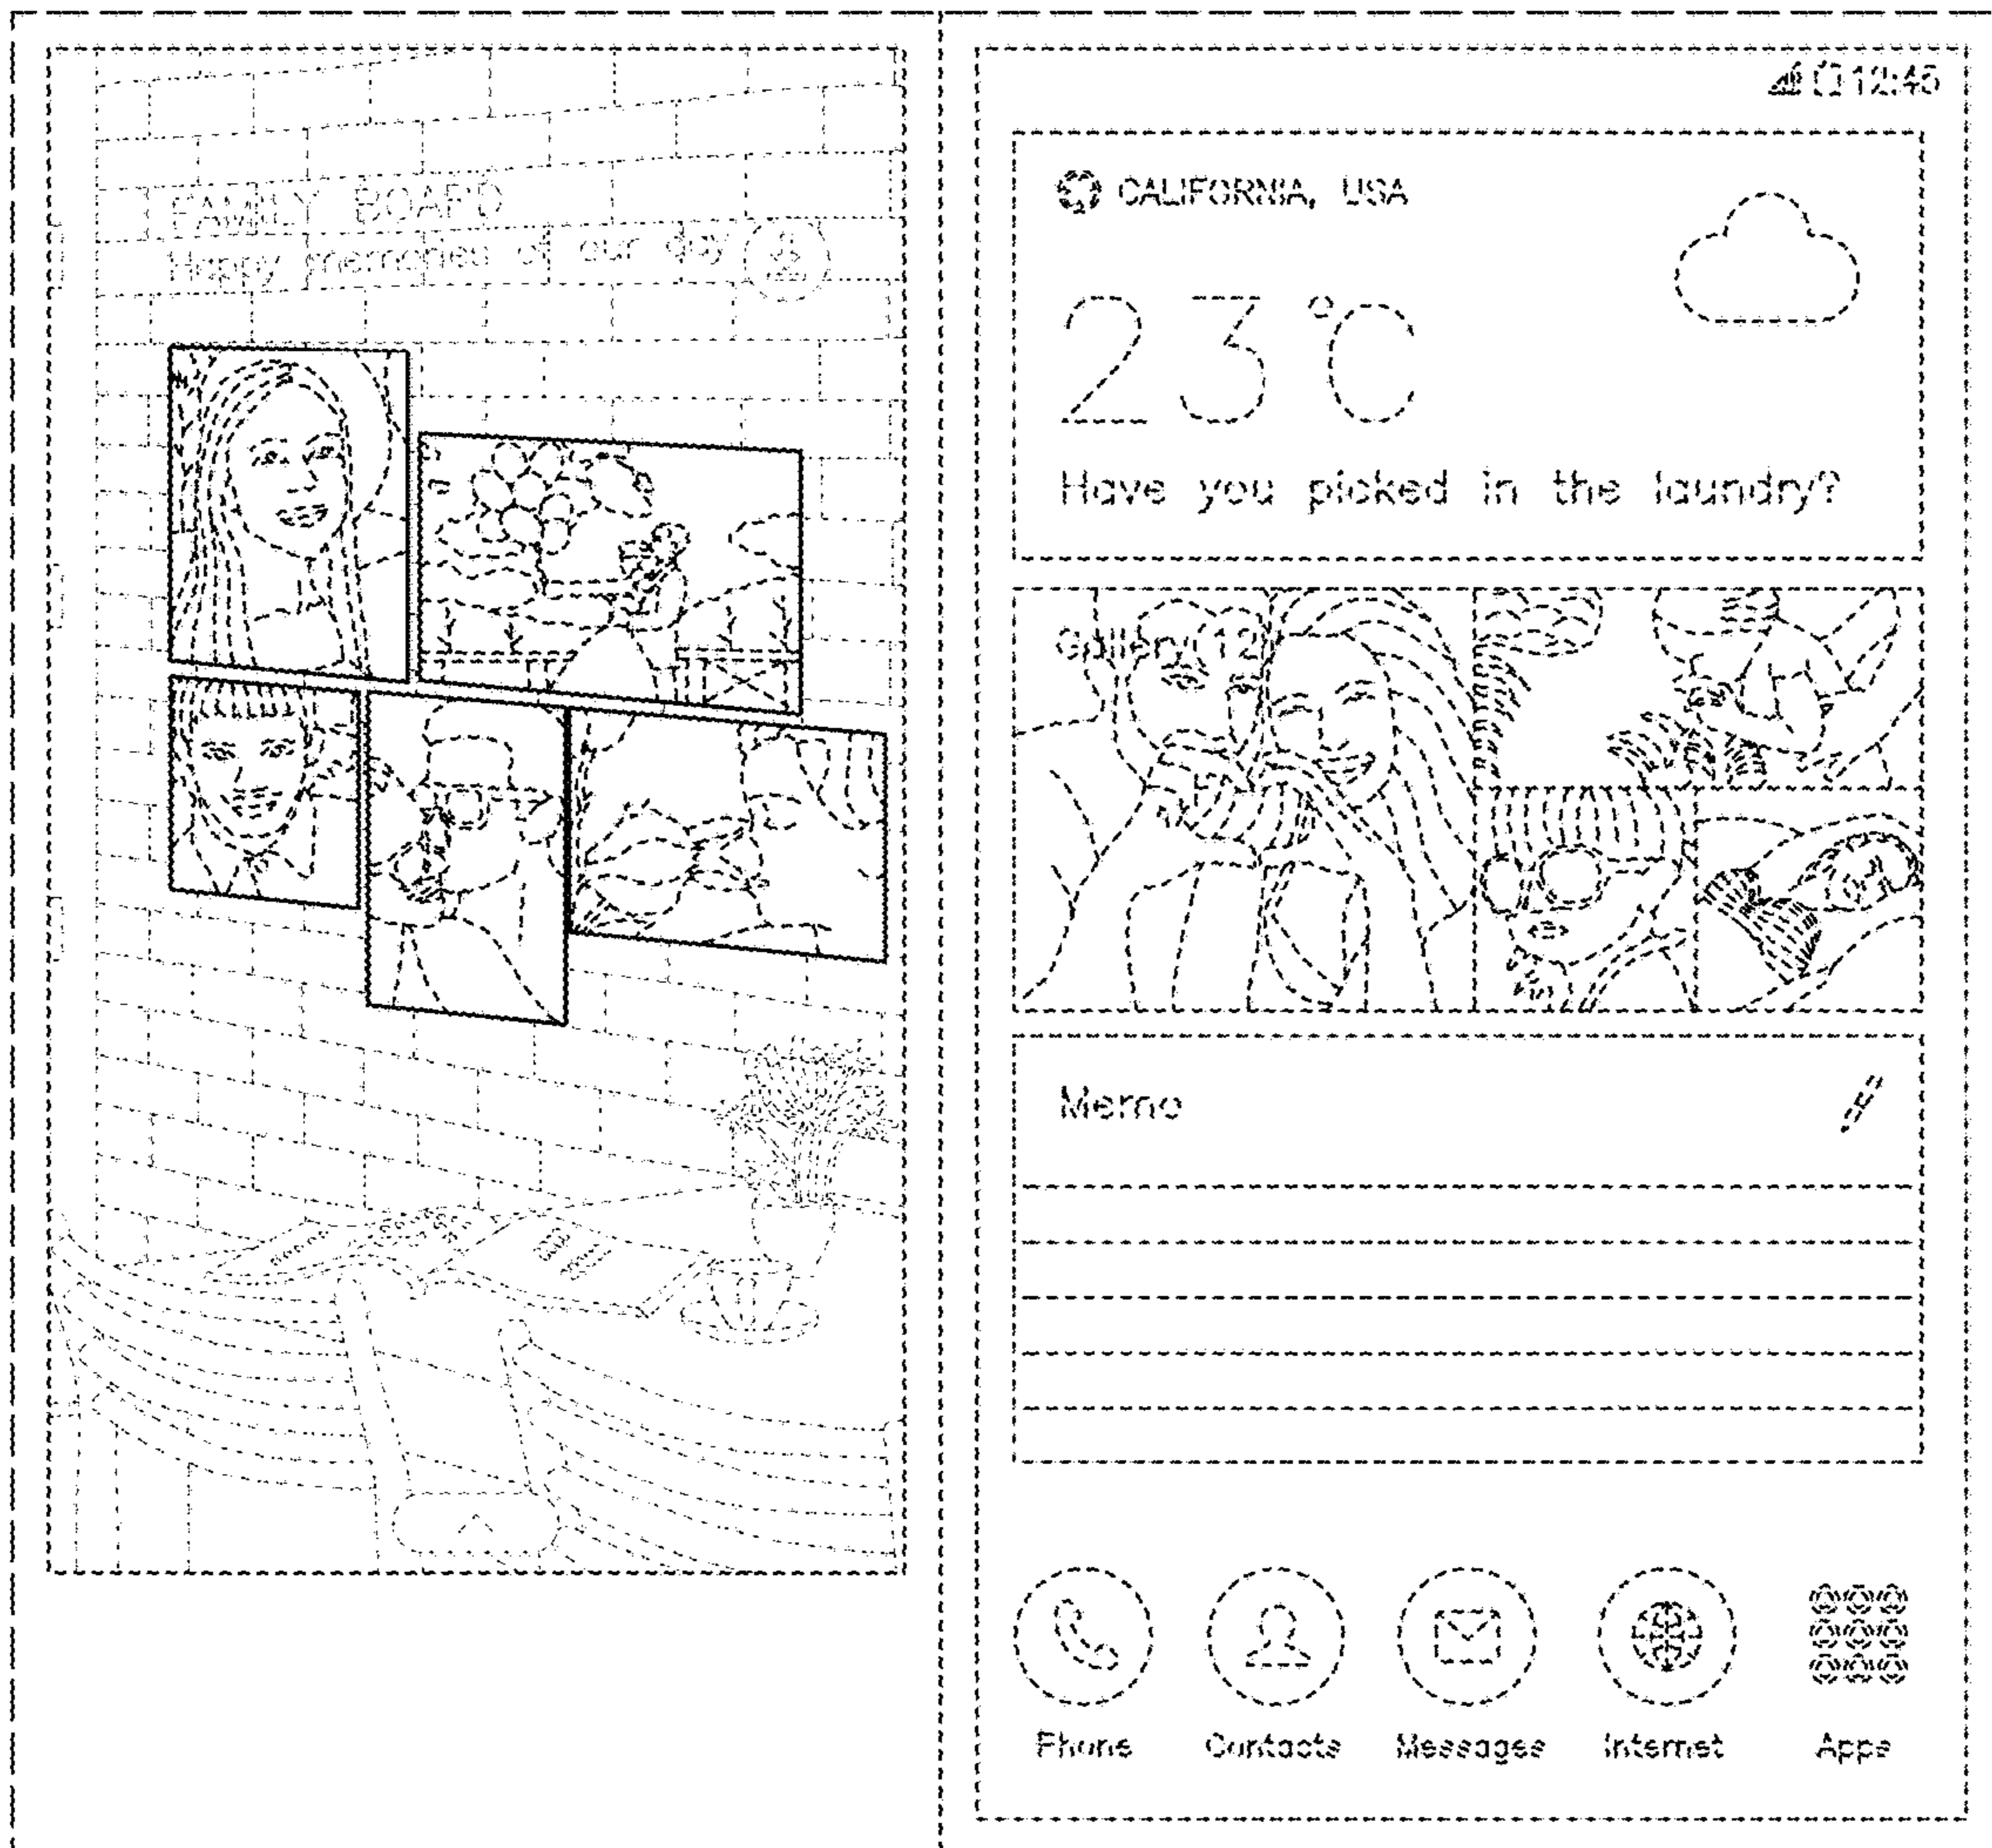 FAMILY BOARD
Happy memories of our day
12:45
CALIFORNIA, USA
23°C
Have you picked in the laundry?
Gallery(12)
Memo
Phone
Contacts
Messages
Internet
Apps